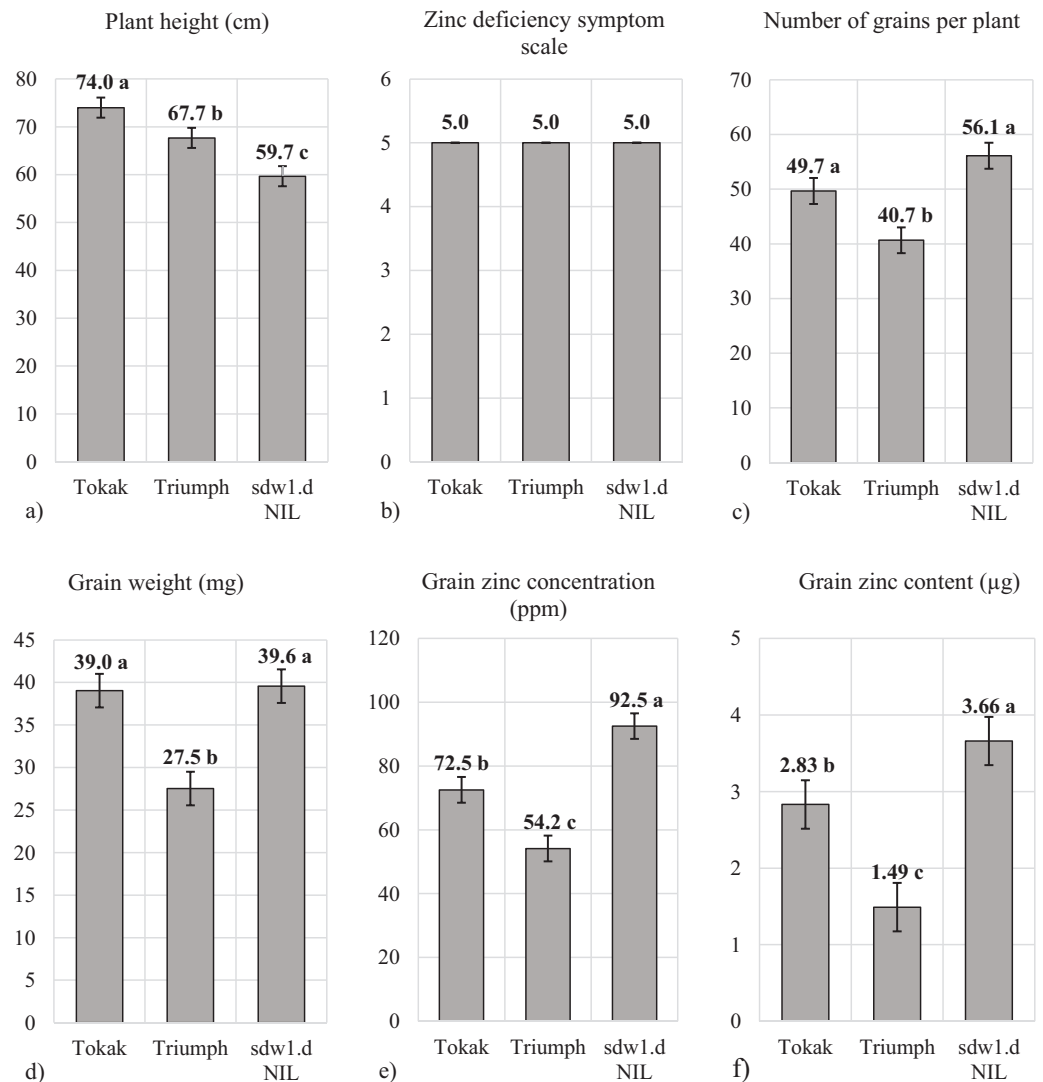 Plant height (cm)
80
70
60
50
40
30
20
10
0
74.0 a
67.7 b
59.7 c
Tokak
Triumph
sdw1.d
NIL
a)
Zinc deficiency symptom
scale
6
5
4
3
2
1
0
5.0
5.0
5.0
Tokak
Triumph
sdw1.d
NIL
b)
Number of grains per plant
70
60
50
40
30
20
10
0
49.7 a
40.7 b
56.1 a
Tokak
Triumph
sdw1.d
NIL
c)
Grain weight (mg)
45
40
35
30
25
20
15
10
5
0
39.0 a
27.5 b
39.6 a
Tokak
Triumph
sdw1.d
NIL
d)
Grain zinc concentration
(ppm)
120
100
80
60
40
20
0
72.5 b
54.2 c
92.5 a
Tokak
Triumph
sdw1.d
NIL
e)
Grain zinc content (µg)
5
4
3
2
1
0
2.83 b
1.49 c
3.66 a
Tokak
Triumph
sdw1.d
NIL
f)